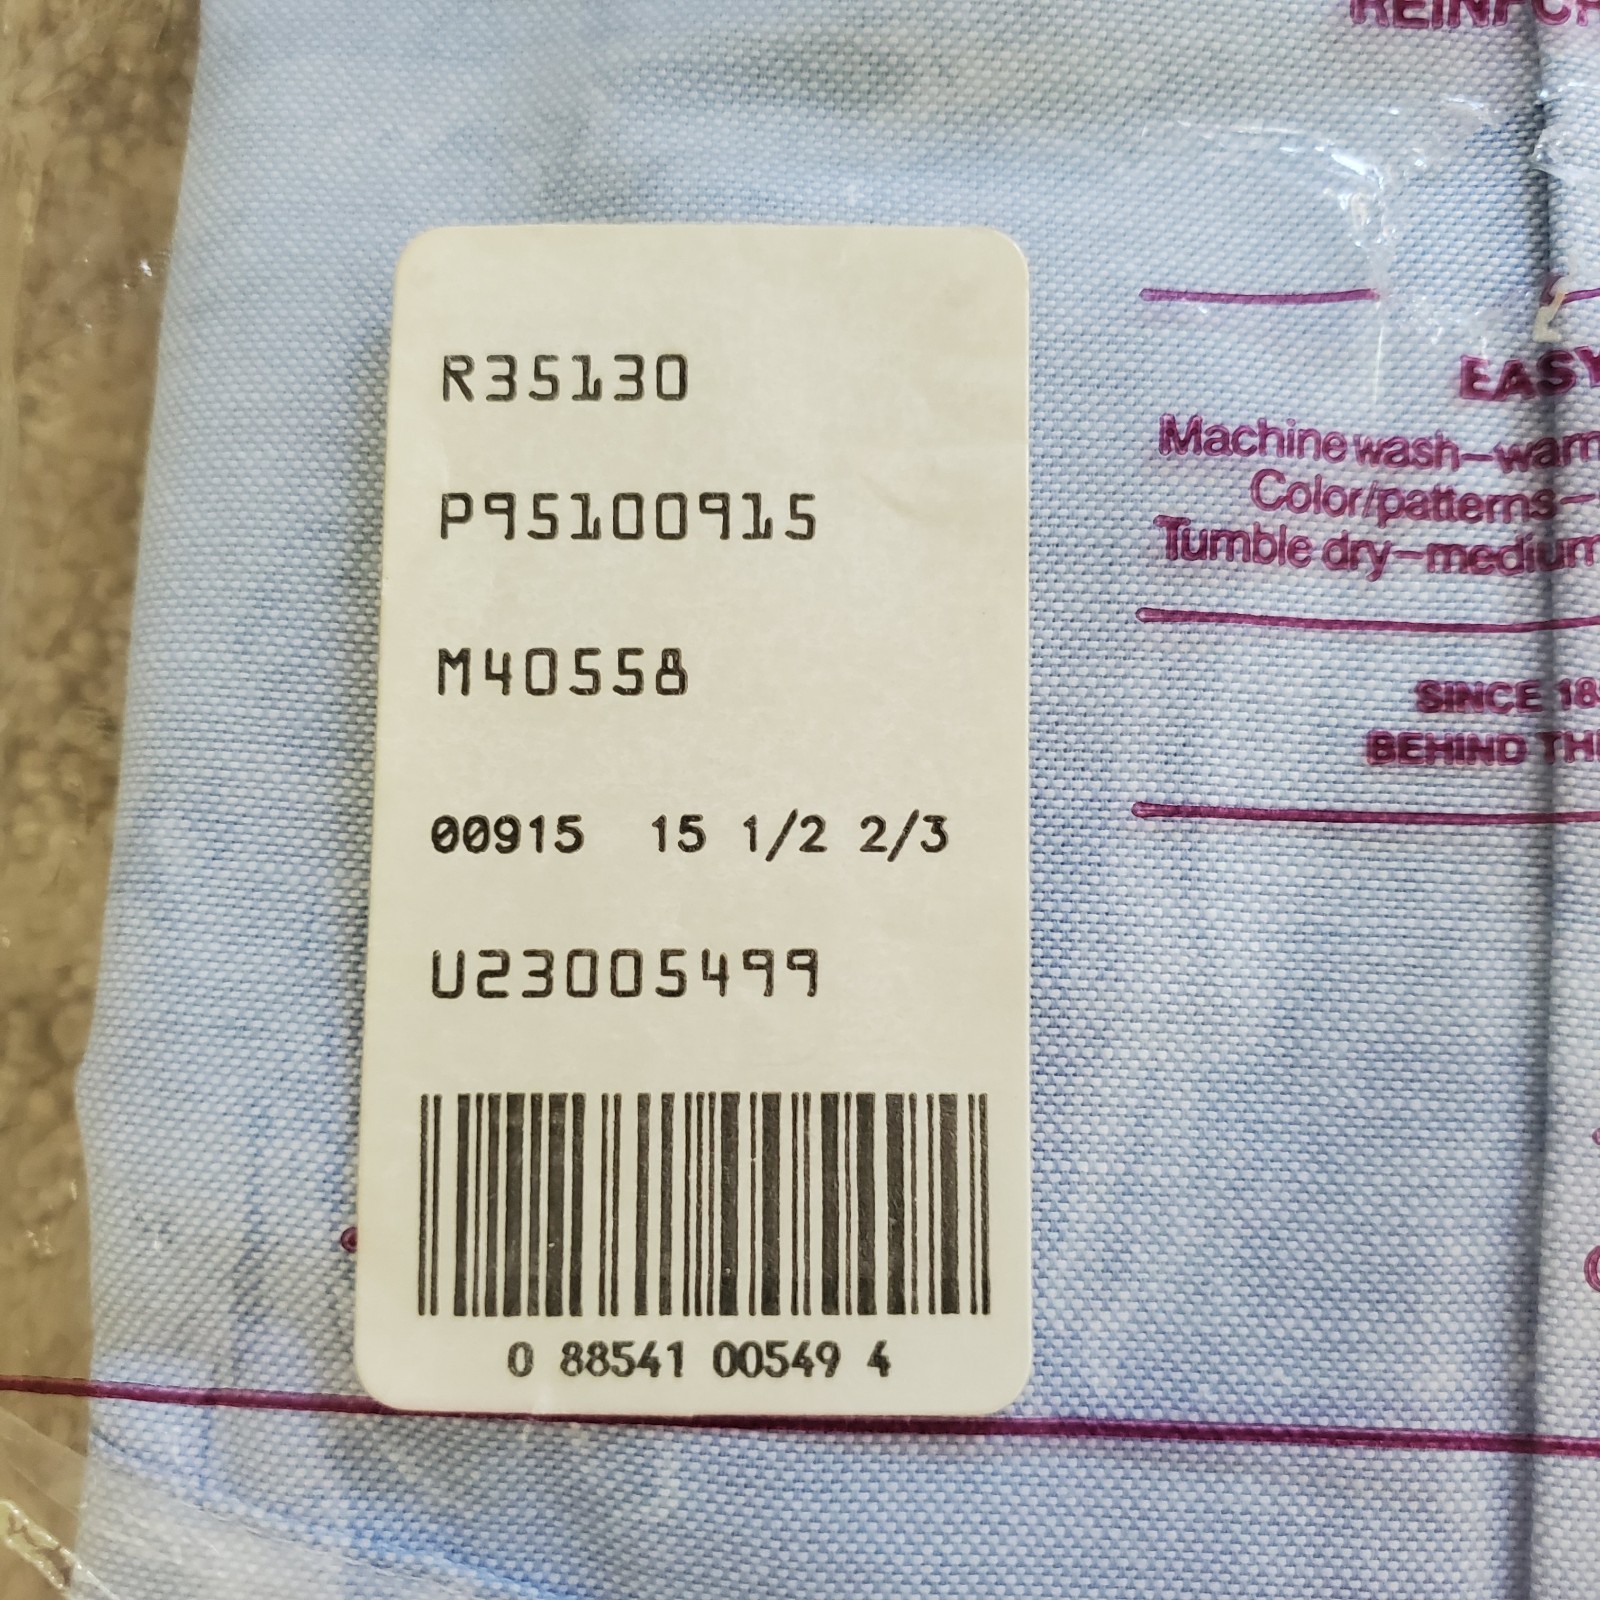 R35130
P95100915
M40558
00915 15 1/2 2/3
U23005499
0 88541 00549 4
EASY
Machine wash—warm
Color/patterns—
Tumble dry—medium
SINCE 18
BEHIND